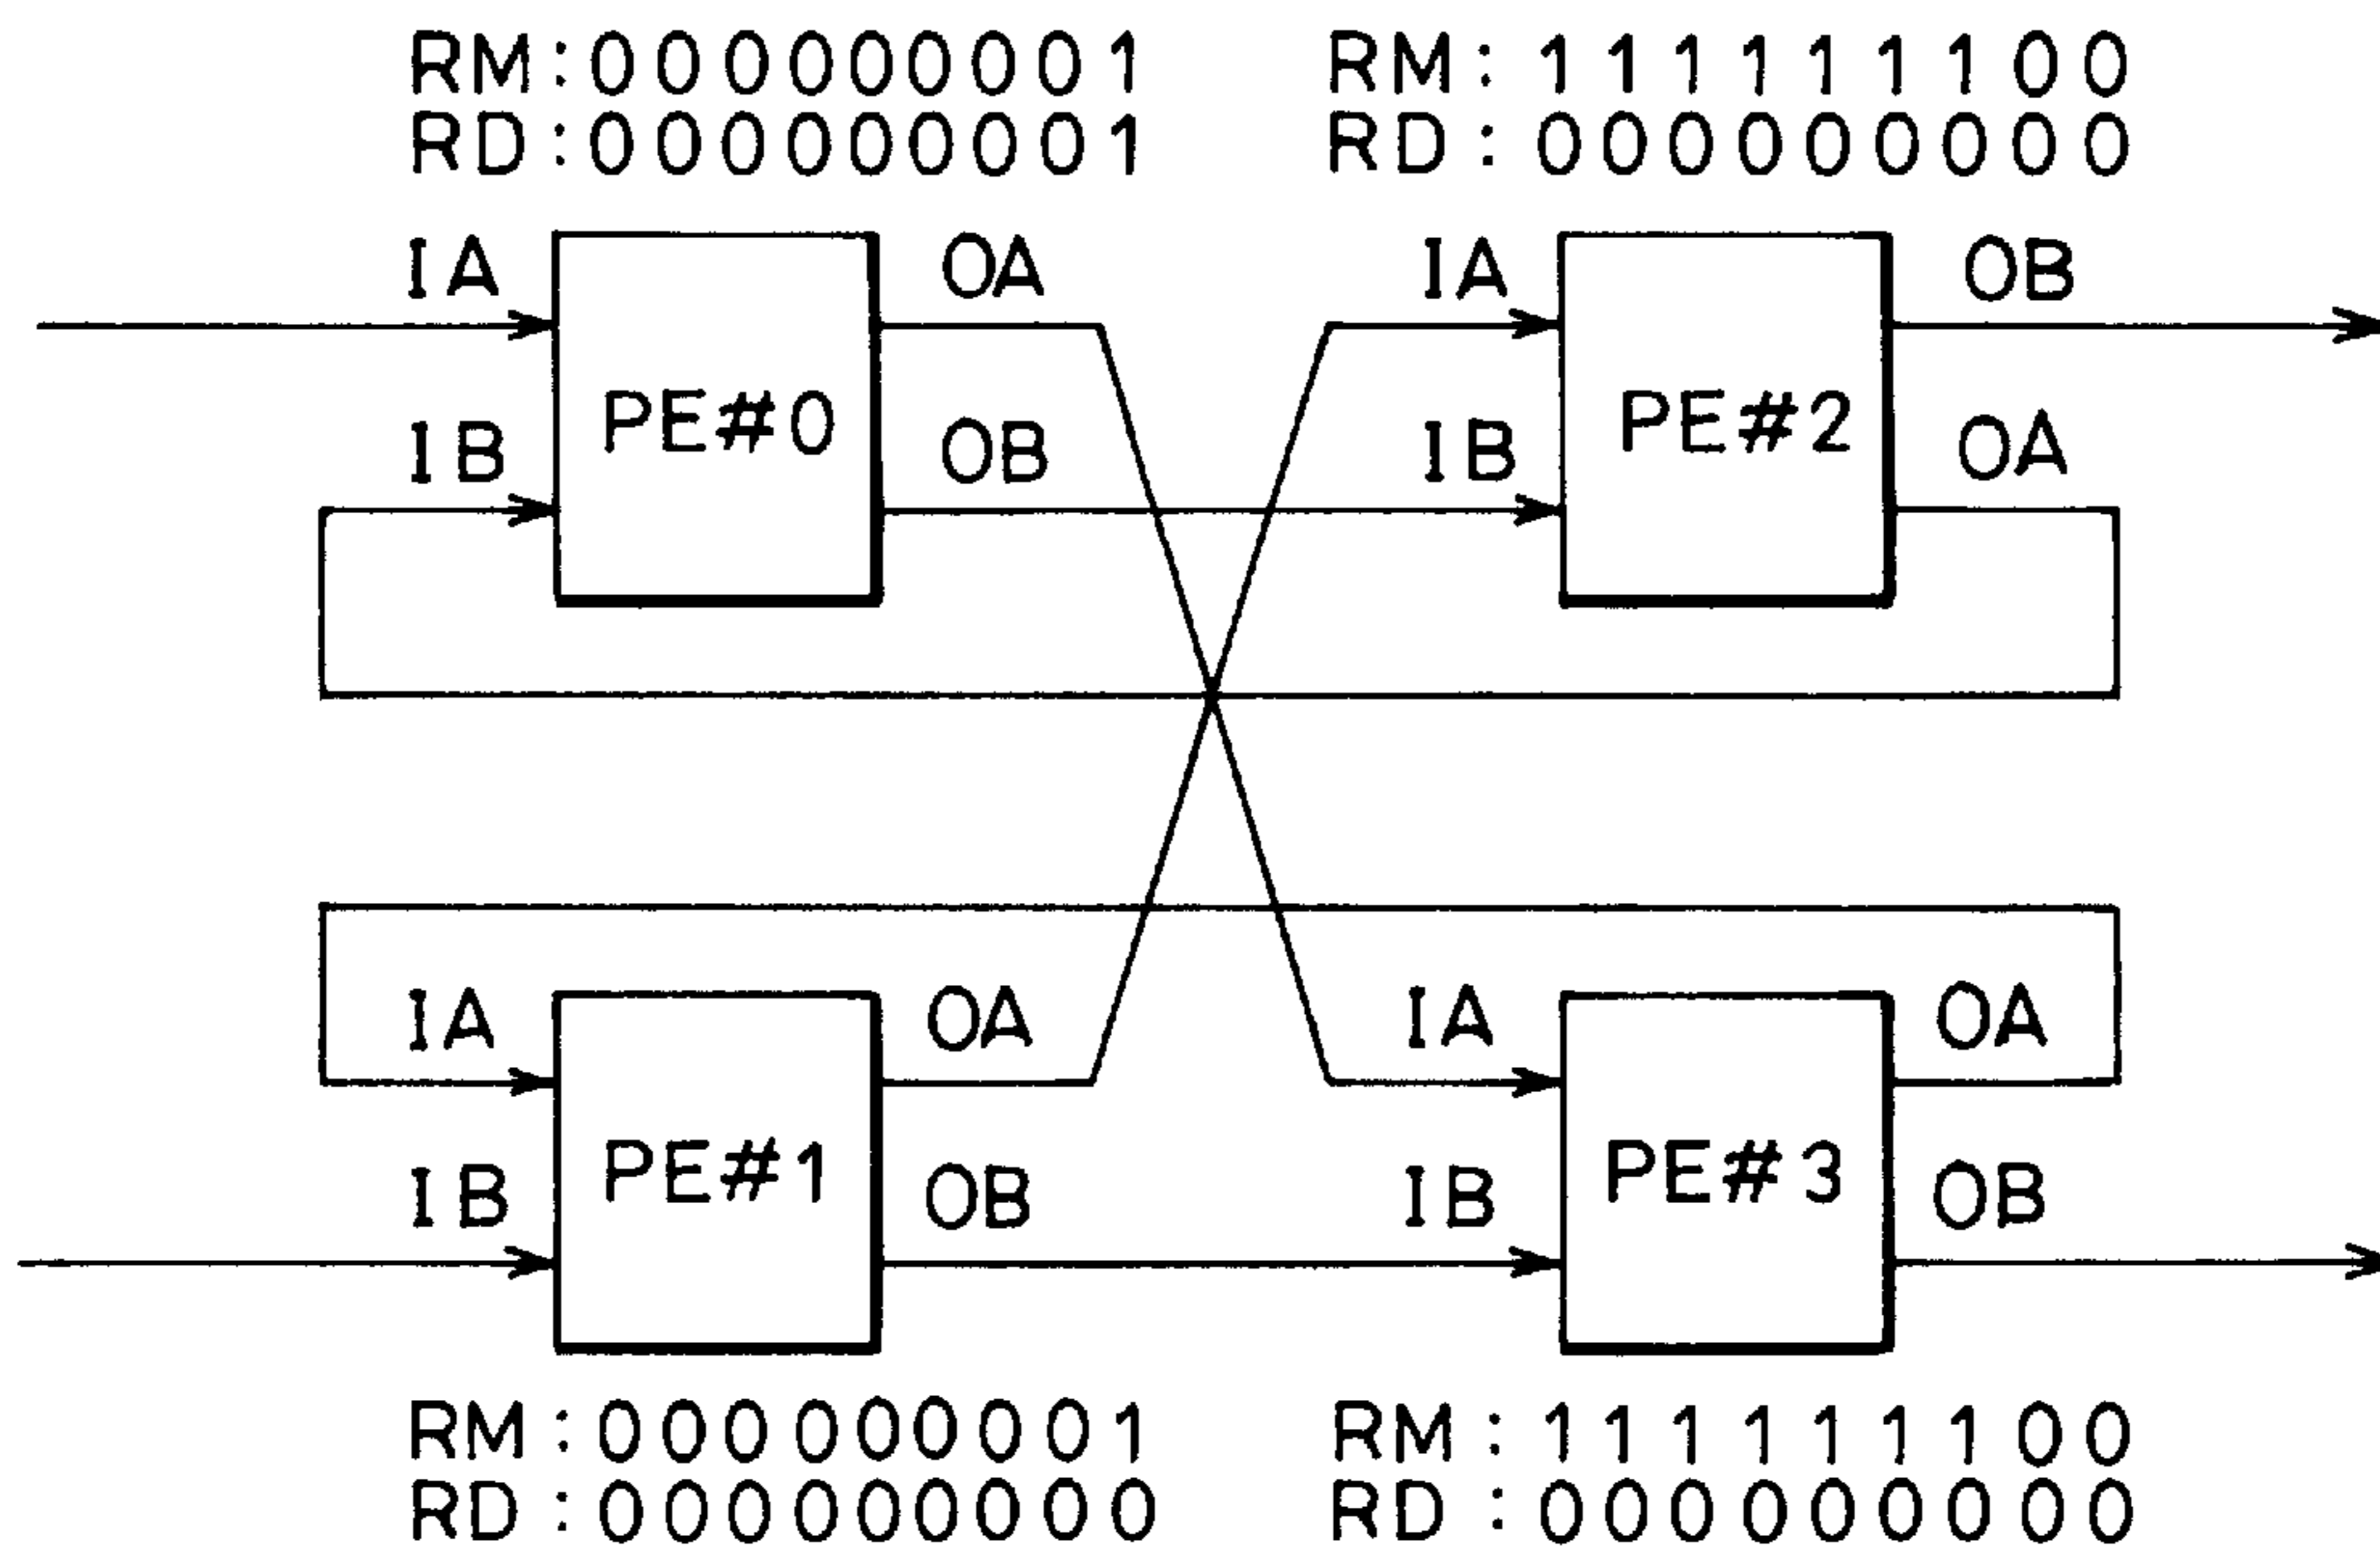 RM:000000001 RM:111111100
RD:000000001 RD:000000000
IA OA IA OB
PE#0 PE#2
IB OB IB OA
IA OA IA OA
PE#1 PE#3
IB OB IB OB
RM:000000001 RM:111111100
RD:000000000 RD:000000000